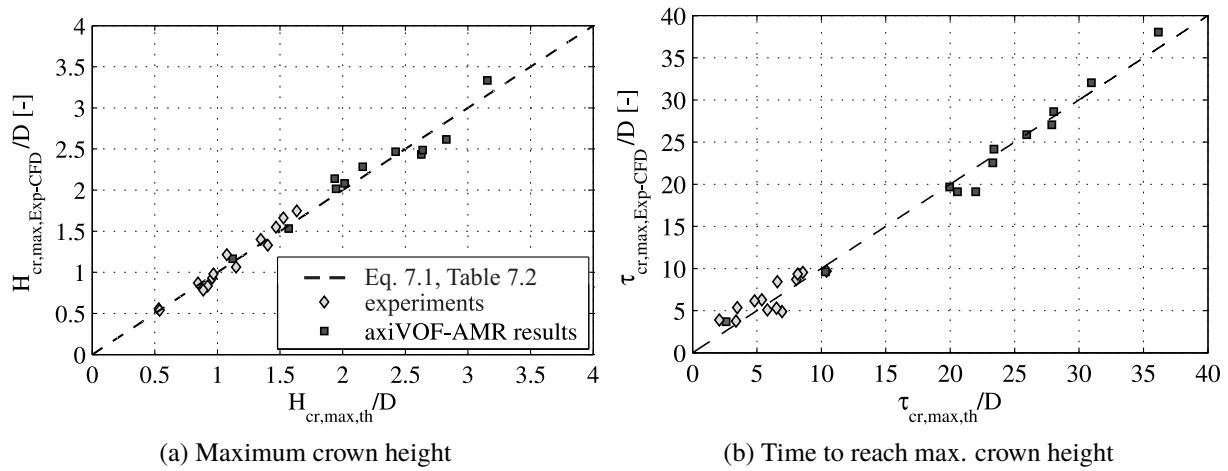 4
3.5
3
2.5
2
1.5
1
0.5
0
H_cr,max,Exp-CFD/D [-]
0 0.5 1 1.5 2 2.5 3 3.5 4
H_cr,max,th/D
Eq. 7.1, Table 7.2
experiments
axiVOF-AMR results
(a) Maximum crown height
40
35
30
25
20
15
10
5
0
τ_cr,max,Exp-CFD/D [-]
0 5 10 15 20 25 30 35 40
τ_cr,max,th/D
(b) Time to reach max. crown height